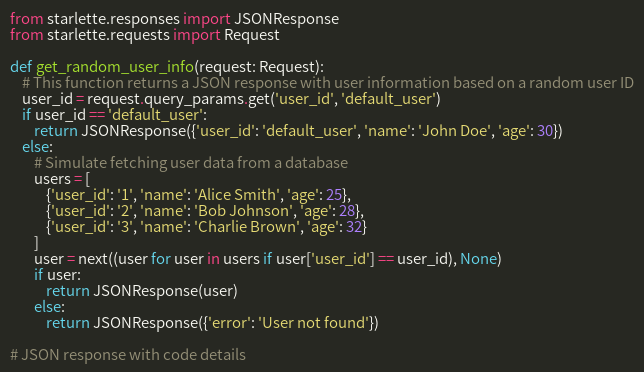 from starlette.responses import JSONResponse
from starlette.requests import Request

def get_random_user_info(request: Request):
    # This function returns a JSON response with user information based on a random user ID
    user_id = request.query_params.get('user_id', 'default_user')
    if user_id == 'default_user':
        return JSONResponse({'user_id': 'default_user', 'name': 'John Doe', 'age': 30})
    else:
        # Simulate fetching user data from a database
        users = [
            {'user_id': '1', 'name': 'Alice Smith', 'age': 25},
            {'user_id': '2', 'name': 'Bob Johnson', 'age': 28},
            {'user_id': '3', 'name': 'Charlie Brown', 'age': 32}
        ]
        user = next((user for user in users if user['user_id'] == user_id), None)
        if user:
            return JSONResponse(user)
        else:
            return JSONResponse({'error': 'User not found'})

# JSON response with code details